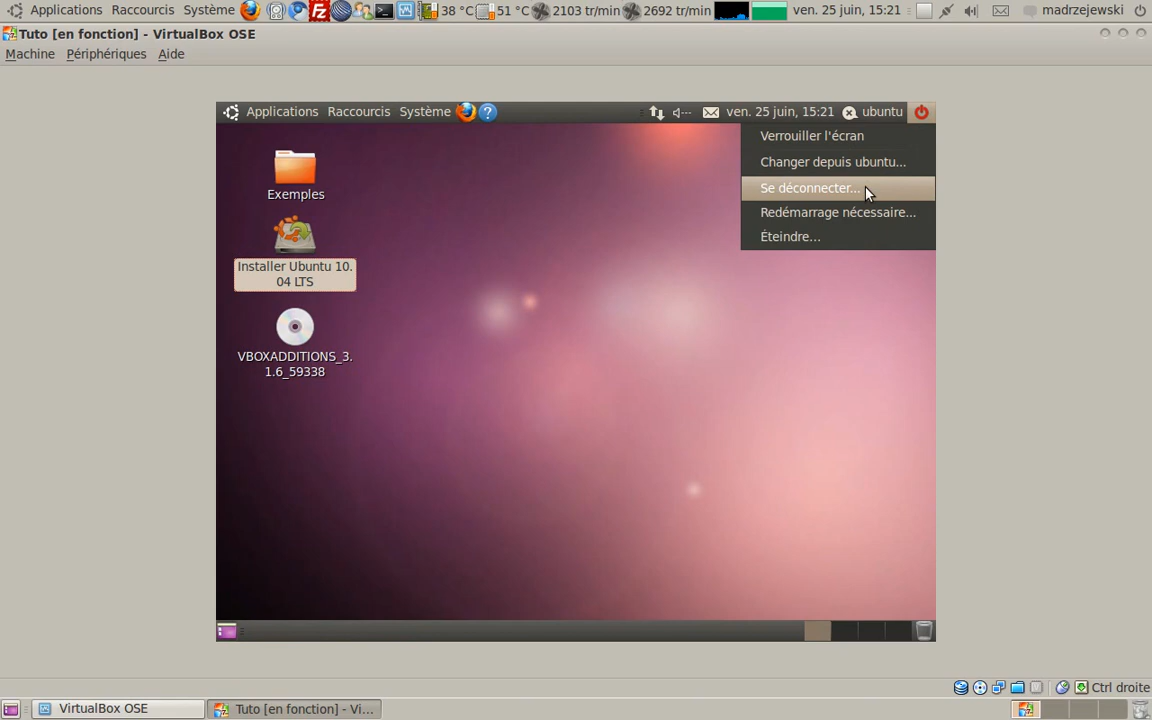 Applications Raccourcis Système 38 °C 51 °C 2103 tr/min 2692 tr/min ven. 25 juin, 15:21 madrzejewski
Tuto [en fonction] - VirtualBox OSE
Machine Périphériques Aide
Applications Raccourcis Système ven. 25 juin, 15:21 ubuntu
Verrouiller l'écran
Changer depuis ubuntu...
Se déconnecter...
Redémarrage nécessaire...
Éteindre...
Exemples
Installer Ubuntu 10.
04 LTS
VBOXADDITIONS_3.
1.6_59338
Ctrl droite
VirtualBox OSE Tuto [en fonction] - Vi...